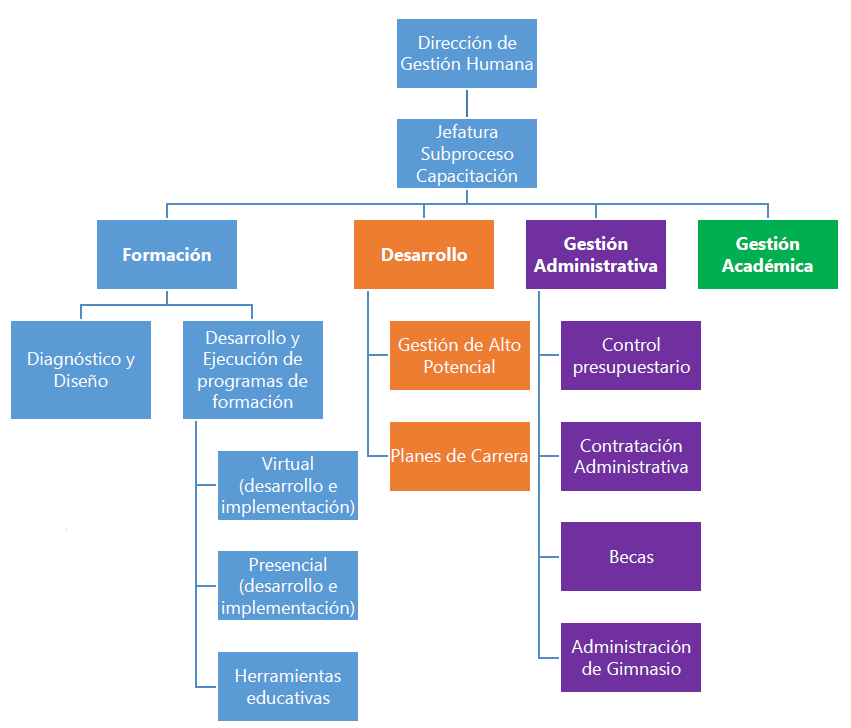 Dirección de
Gestión Humana
Jefatura
Subproceso
Capacitación
Formación
Desarrollo
Gestión
Administrativa
Gestión
Académica
Diagnóstico y
Diseño
Desarrollo y
Ejecución de
programas de
formación
Virtual
(desarrollo e
implementación)
Presencial
(desarrollo e
implementación)
Herramientas
educativas
Gestión de Alto
Potencial
Planes de Carrera
Control
presupuestario
Contratación
Administrativa
Becas
Administración
de Gimnasio